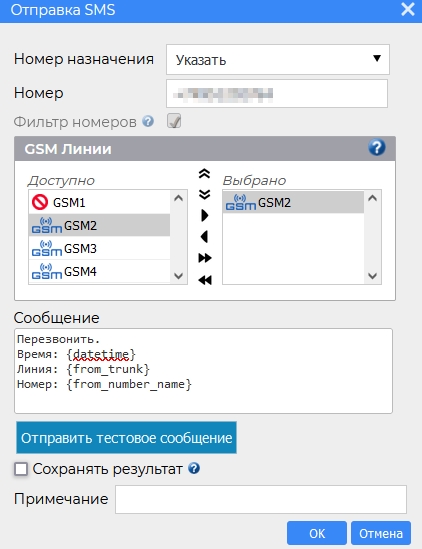 Отправка SMS
Номер назначения Указать
Номер
Фильтр номеров ?
GSM Линии ?
Доступно Выбрано
GSM1 GSM GSM2
GSM GSM2
GSM GSM3
GSM GSM4
Сообщение
Перезвонить.
Время: {datetime}
Линия: {from_trunk}
Номер: {from_number_name}
Отправить тестовое сообщение
Сохранять результат ?
Примечание
OK Отмена